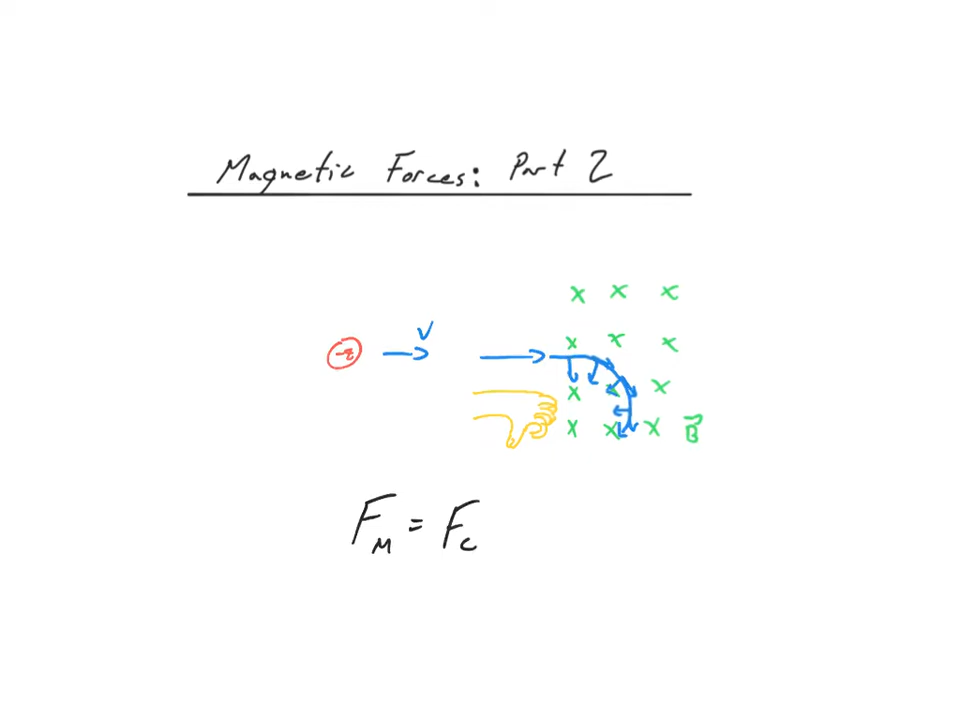 Magnetic Forces: Part 2
x x x
-q v x x x
x x x
x x x B⃗
F_M = F_C